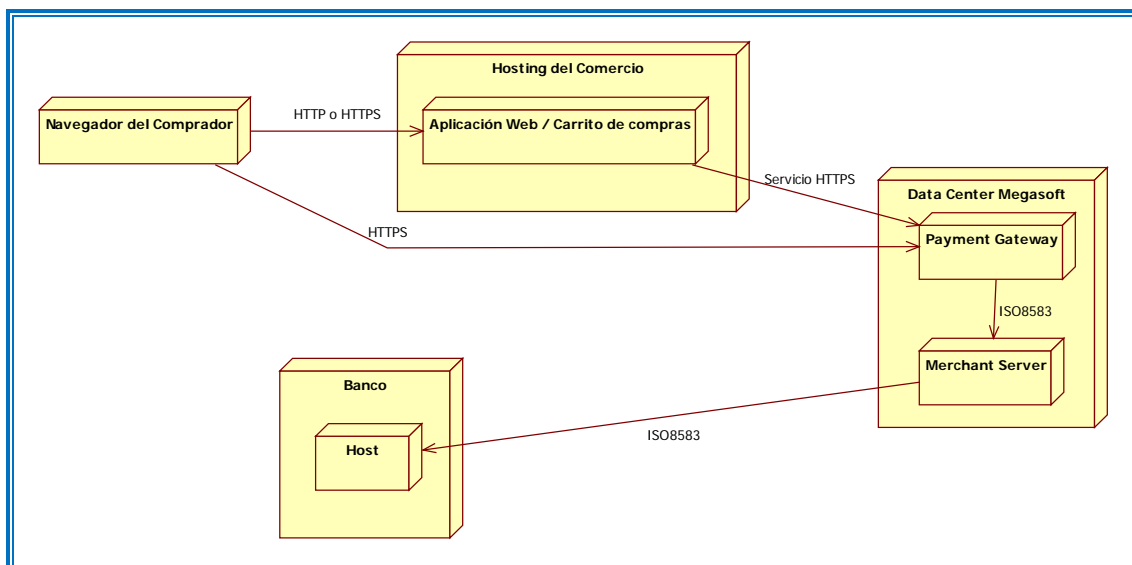 Hosting del Comercio
Navegador del Comprador
HTTP o HTTPS
Aplicación Web / Carrito de compras
Servicio HTTPS
Data Center Megasoft
HTTPS
Payment Gateway
ISO8583
Merchant Server
Banco
ISO8583
Host